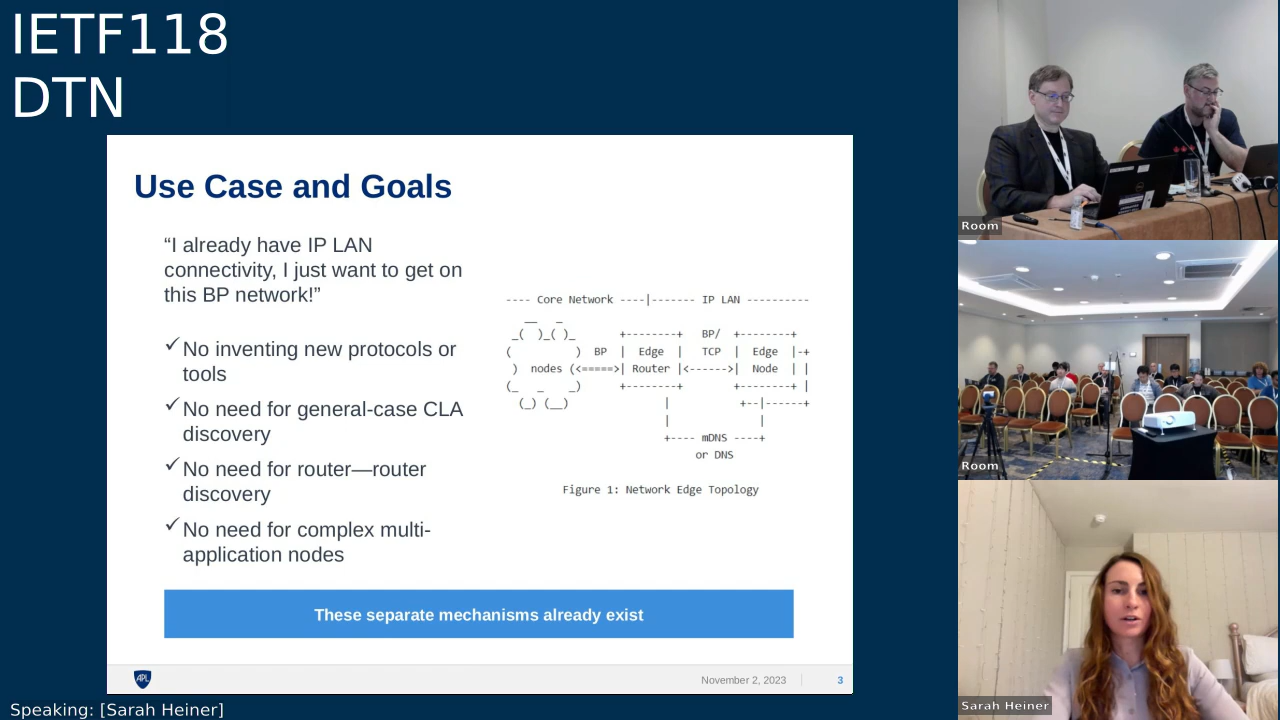 IETF118
DTN
Use Case and Goals
“I already have IP LAN
connectivity, I just want to get on
this BP network!”
✓No inventing new protocols or
tools
✓No need for general-case CLA
discovery
✓No need for router—router
discovery
✓No need for complex multi-
application nodes
---- Core Network ----|------- IP LAN ----------
   __   _
 _(  )_( )_      +--------+   BP/   +--------+
(          )  BP  |  Edge  |   TCP   |  Edge  |-+
 )  nodes (<=====>| Router |<------>|  Node  | |
(_   _    _)      +--------+        +--------+ |
  (_) (__)              |          +--|------+
                        |             |
                        +---- mDNS ----+
                             or DNS
Figure 1: Network Edge Topology
These separate mechanisms already exist
APL
November 2, 2023
3
Room
Room
Sarah Heiner
Speaking: [Sarah Heiner]